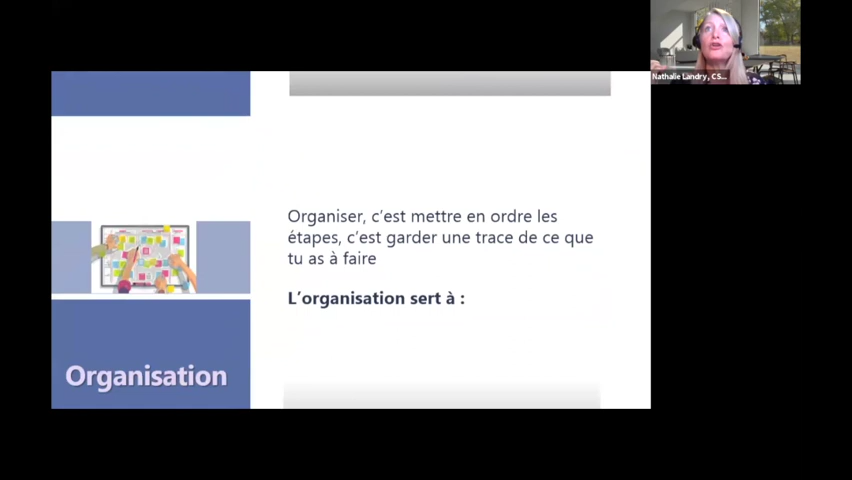 Nathalie Landry, CS...
Organiser, c’est mettre en ordre les
étapes, c’est garder une trace de ce que
tu as à faire
L’organisation sert à :
Organisation